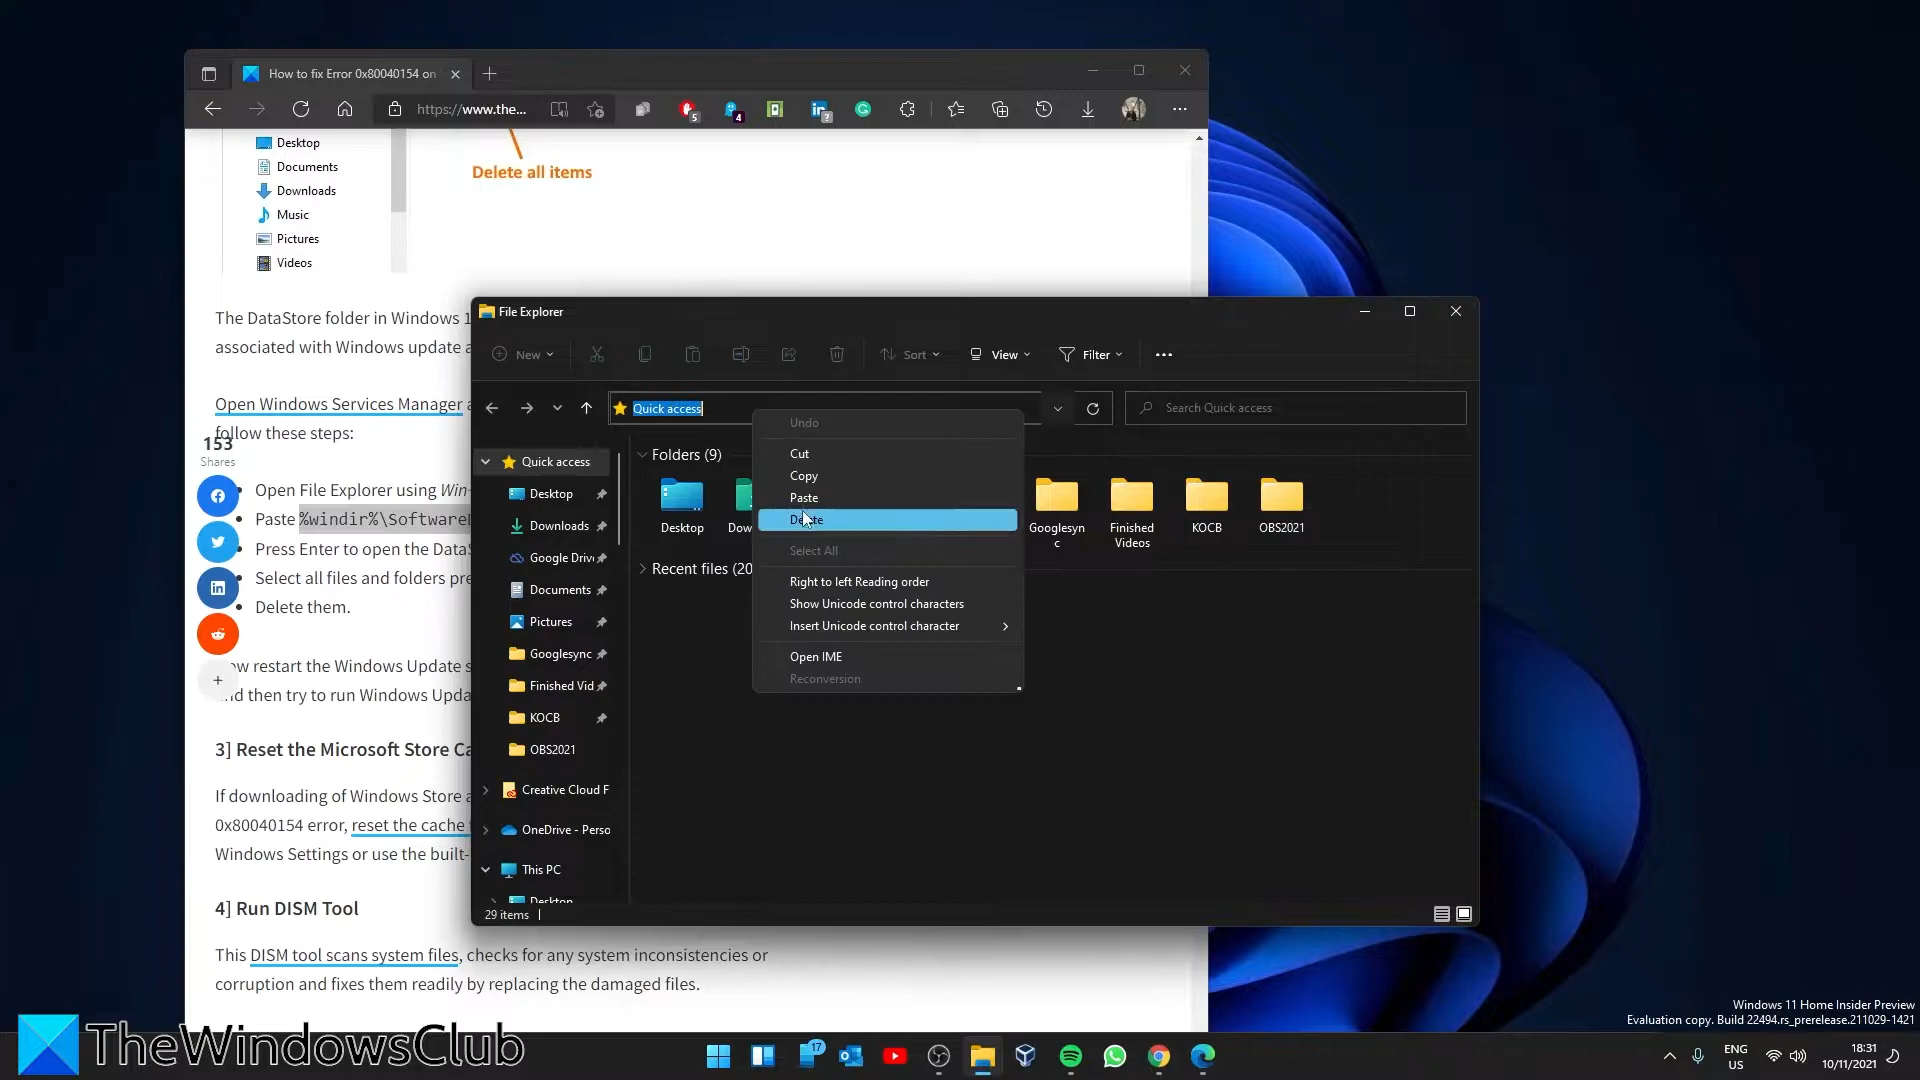 How to fix Error 0x80040154 on
https://www.the...
5
4
?
Desktop
Documents
Downloads
Music
Pictures
Videos
Delete all items
The DataStore folder in Windows 1
associated with Windows update a
Open Windows Services Manager
follow these steps:
153
Shares
Open File Explorer using Win-
Paste %windir%\Software
Press Enter to open the DataS
Select all files and folders pre
Delete them.
restart the Windows Update s
then try to run Windows Upda
3] Reset the Microsoft Store Ca
If downloading of Windows Store a
0x80040154 error, reset the cache
Windows Settings or use the built-
4] Run DISM Tool
This DISM tool scans system files, checks for any system inconsistencies or
corruption and fixes them readily by replacing the damaged files.
File Explorer
New
Sort
View
Filter
Quick access
Search Quick access
Quick access
Desktop
Downloads
Google Driv
Documents
Pictures
Googlesync
Finished Vid
KOCB
OBS2021
Creative Cloud F
OneDrive - Perso
This PC
Desktop
29 items
Folders (9)
Desktop
Dow
Googlesyn
c
Finished
Videos
KOCB
OBS2021
Recent files (20
Undo
Cut
Copy
Paste
Delete
Select All
Right to left Reading order
Show Unicode control characters
Insert Unicode control character
Open IME
Reconversion
Windows 11 Home Insider Preview
Evaluation copy. Build 22494.rs_prerelease.211029-1421
TheWindowsClub
17
ENG
US
18:31
10/11/2021